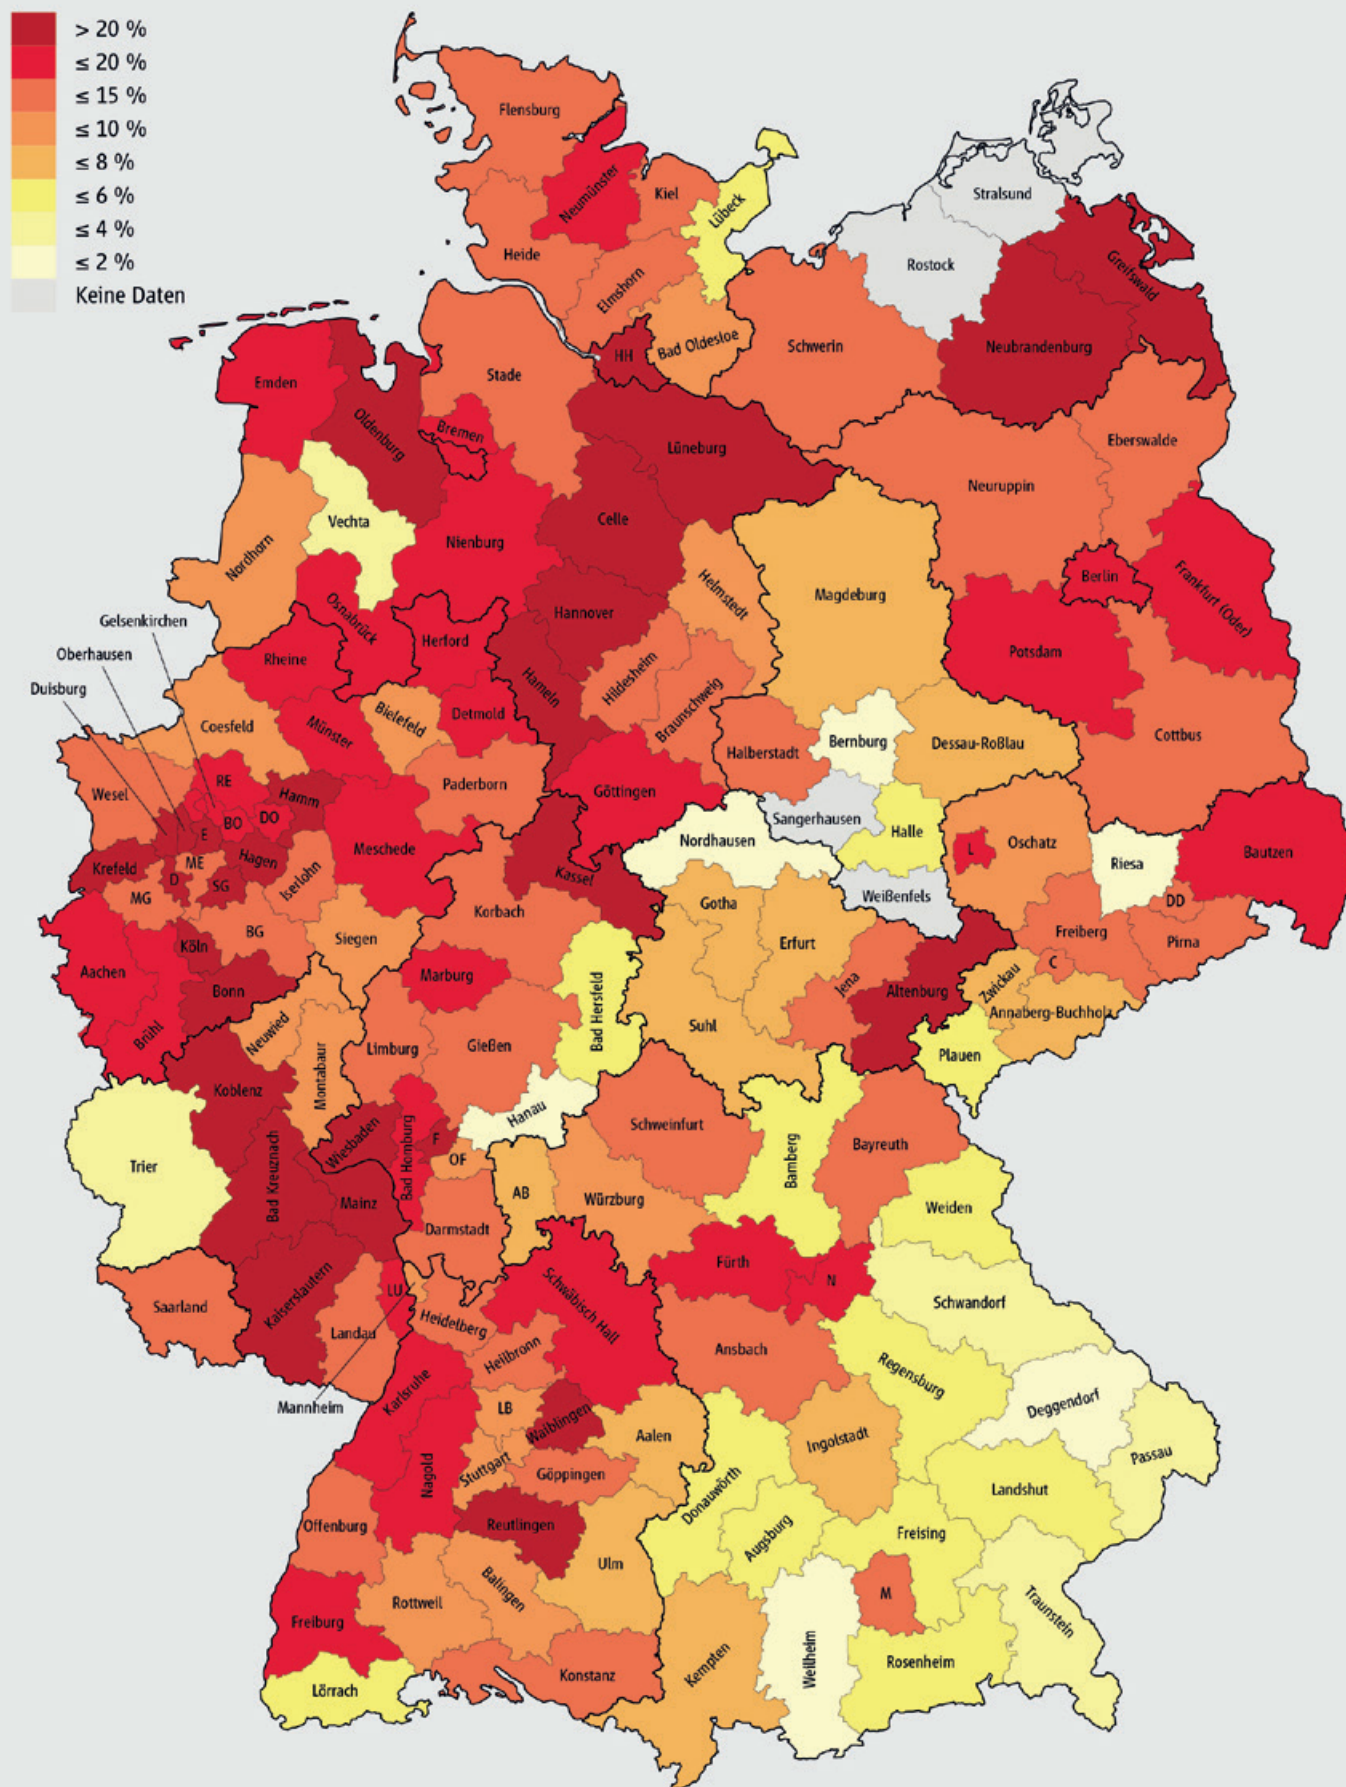 > 20 %
≤ 20 %
≤ 15 %
≤ 10 %
≤ 8 %
≤ 6 %
≤ 4 %
≤ 2 %
Keine Daten
Flensburg
Neumünster
Kiel
Lübeck
Stralsund
Heide
Rostock
Greifswald
Elmshorn
HH
Bad Oldesloe
Schwerin
Neubrandenburg
Emden
Stade
Oldenburg
Bremen
Lüneburg
Eberswalde
Neuruppin
Vechta
Celle
Nienburg
Nordhorn
Berlin
Frankfurt (Oder)
Helmstedt
Magdeburg
Hannover
Osnabrück
Gelsenkirchen
Herford
Oberhausen
Rheine
Potsdam
Hildesheim
Duisburg
Hameln
Braunschweig
Coesfeld
Münster
Bielefeld
Detmold
Bernburg
Dessau-Roßlau
Cottbus
Halberstadt
Wesel
RE
Hamm
Paderborn
Göttingen
BO
DO
E
Sangerhausen
Halle
Nordhausen
L
Oschatz
Meschede
Bautzen
Riesa
Krefeld
ME
Hagen
D
SG
Iserlohn
Kassel
MG
Weißenfels
Gotha
DD
Korbach
BG
Siegen
Erfurt
Freiberg
Pirna
Köln
Aachen
Marburg
C
Zwickau
Bonn
Jena
Altenburg
Bad Hersfeld
Annaberg-Buchholz
Brühl
Neuwied
Suhl
Limburg
Gießen
Plauen
Montabaur
Koblenz
Hanau
Schweinfurt
Wiesbaden
Bad Homburg
F
Bayreuth
OF
Bamberg
Trier
Bad Kreuznach
Mainz
AB
Würzburg
Weiden
Darmstadt
Fürth
N
Schwäbisch Hall
LU
Schwandorf
Saarland
Kaiserslautern
Landau
Heidelberg
Ansbach
Heilbronn
Regensburg
Karlsruhe
Deggendorf
Mannheim
LB
Waiblingen
Aalen
Ingolstadt
Passau
Stuttgart
Göppingen
Nagold
Donauwörth
Landshut
Offenburg
Reutlingen
Augsburg
Freising
Ulm
Balingen
M
Rottweil
Traunstein
Freiburg
Weilheim
Kempten
Rosenheim
Konstanz
Lörrach